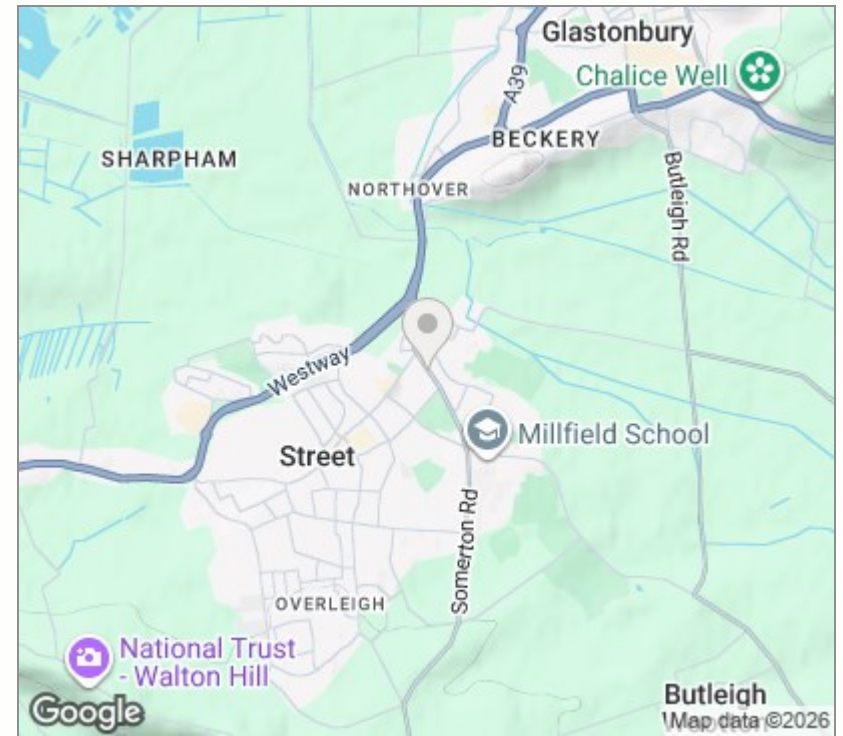 Glastonbury
Chalice Well
A39
BECKERY
SHARPHAM
NORTHOVER
Butleigh Rd
Westway
Millfield School
Street
Somerton Rd
OVERLEIGH
National Trust
- Walton Hill
Butleigh
Google
Map data ©2026